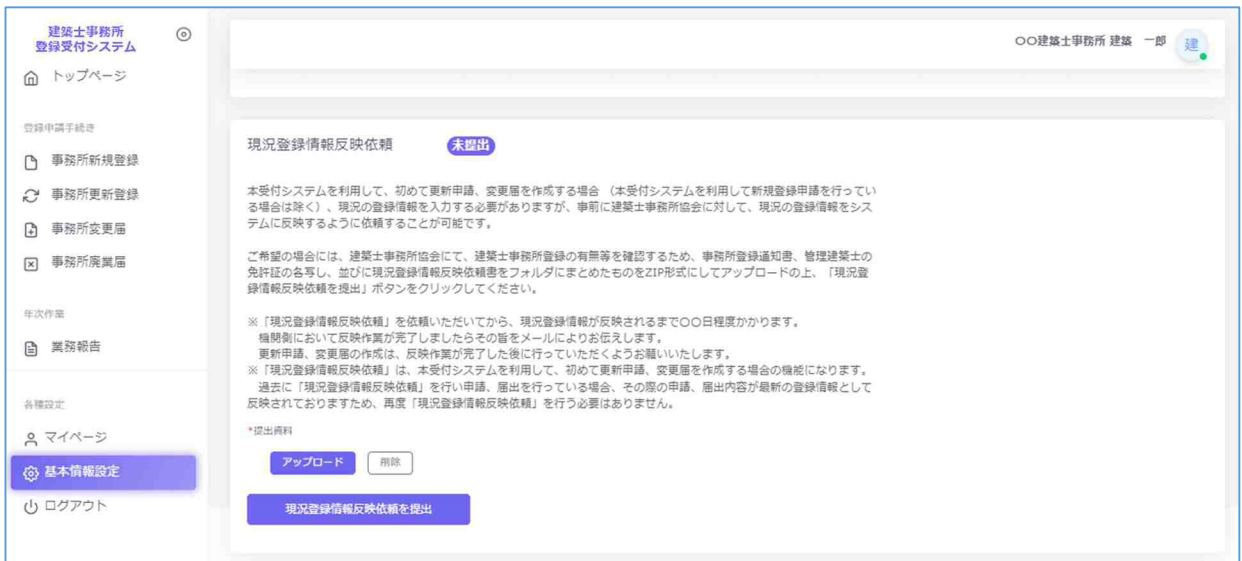 建築士事務所
登録受付システム
トップページ
登録申請手続き
事務所新規登録
事務所更新登録
事務所変更届
事務所廃業届
年次作業
業務報告
各種設定
マイページ
基本情報設定
ログアウト
〇〇建築士事務所 建築 一郎
建
現況登録情報反映依頼 未提出
本受付システムを利用して、初めて更新申請、変更届を作成する場合 （本受付システムを利用して新規登録申請を行ってい
る場合は除く）、現況の登録情報を入力する必要がありますが、事前に建築士事務所協会に対して、現況の登録情報をシス
テムに反映するように依頼することが可能です。
ご希望の場合には、建築士事務所協会にて、建築士事務所登録の有無等を確認するため、事務所登録通知書、管理建築士の
免許証の各写し、並びに現況登録情報反映依頼書をフォルダにまとめたものをZIP形式にしてアップロードの上、「現況登
録情報反映依頼を提出」ボタンをクリックしてください。
※「現況登録情報反映依頼」を依頼いただいてから、現況登録情報が反映されるまで〇〇日程度かかります。
機関側において反映作業が完了しましたらその旨をメールによりお伝えします。
更新申請、変更届の作成は、反映作業が完了した後に行っていただくようお願いいたします。
※「現況登録情報反映依頼」は、本受付システムを利用して、初めて更新申請、変更届を作成する場合の機能になります。
過去に「現況登録情報反映依頼」を行い申請、届出を行っている場合、その際の申請、届出内容が最新の登録情報として
反映されておりますため、再度「現況登録情報反映依頼」を行う必要はありません。
*提出資料
アップロード 削除
現況登録情報反映依頼を提出